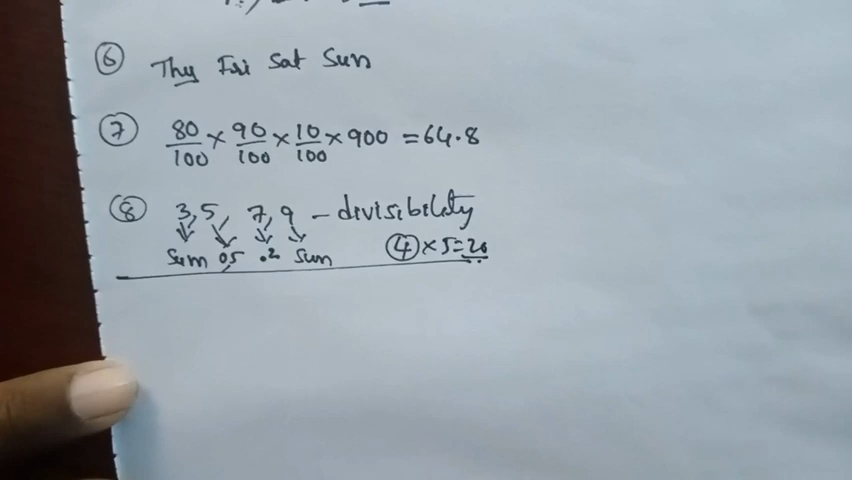 6 Thu Fri Sat Sun
7 80/100 × 90/100 × 10/100 × 900 = 64.8
8 3, 5, 7, 9 - divisibility
Sum 0,5 .2 Sum 4 × 5 = 20